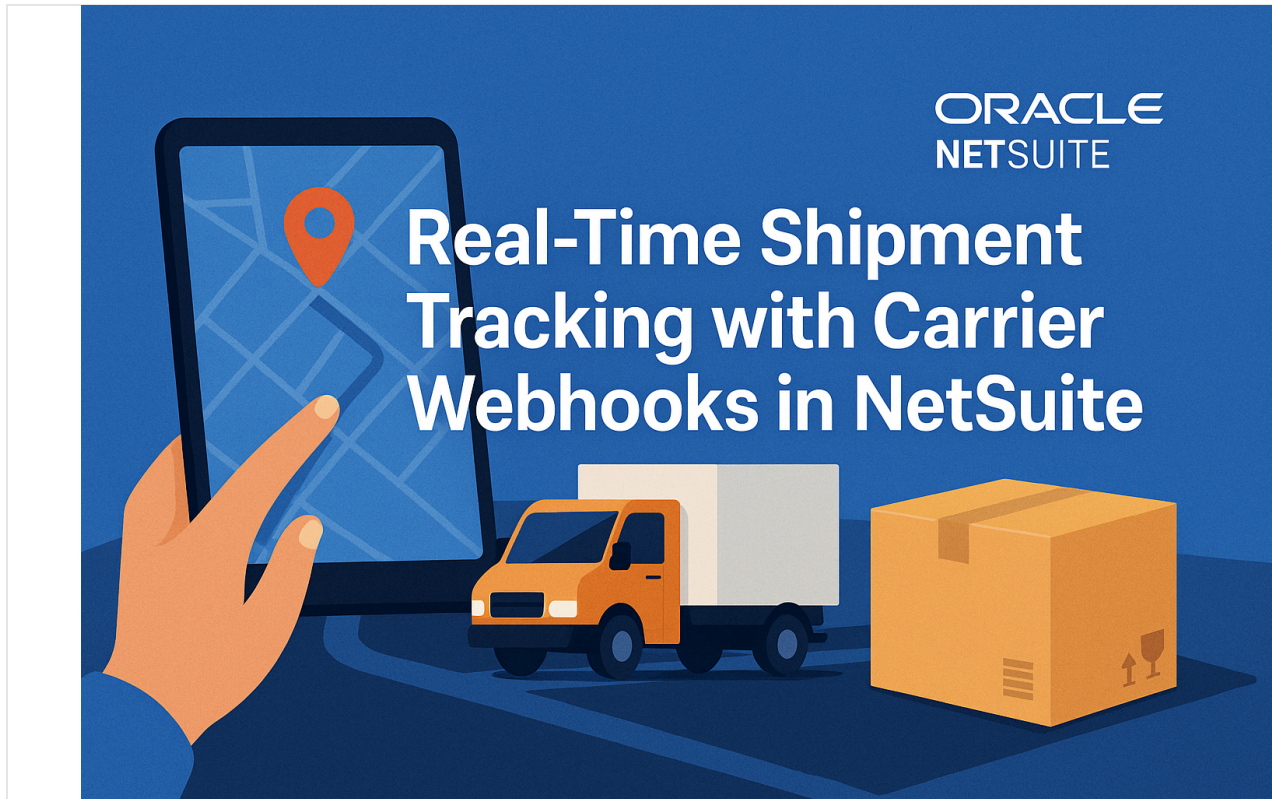 ORACLE
NETSUITE
Real-Time Shipment
Tracking with Carrier
Webhooks in NetSuite